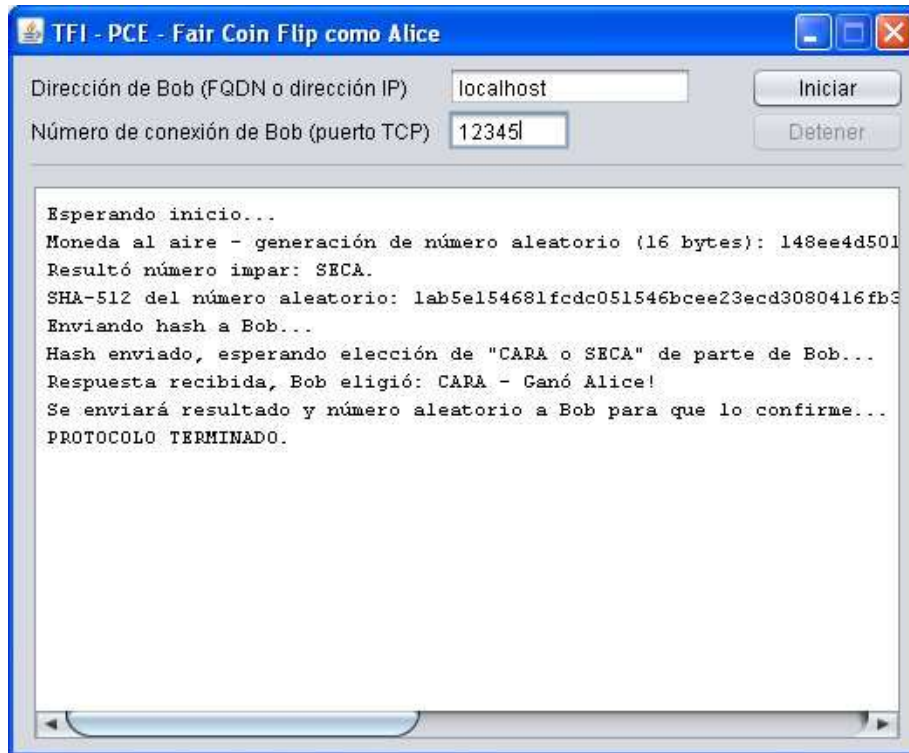 TFI - PCE - Fair Coin Flip como Alice
Dirección de Bob (FQDN o dirección IP) localhost Iniciar
Número de conexión de Bob (puerto TCP) 12345 Detener
Esperando inicio...
Moneda al aire - generación de número aleatorio (16 bytes): 148ee4d501
Resultó número impar: SECA.
SHA-512 del número aleatorio: 1ab5e154681fcdc051546bcee23ecd3080416fb3
Enviando hash a Bob...
Hash enviado, esperando elección de "CARA o SECA" de parte de Bob...
Respuesta recibida, Bob eligió: CARA - Ganó Alice!
Se enviará resultado y número aleatorio a Bob para que lo confirme...
PROTOCOLO TERMINADO.